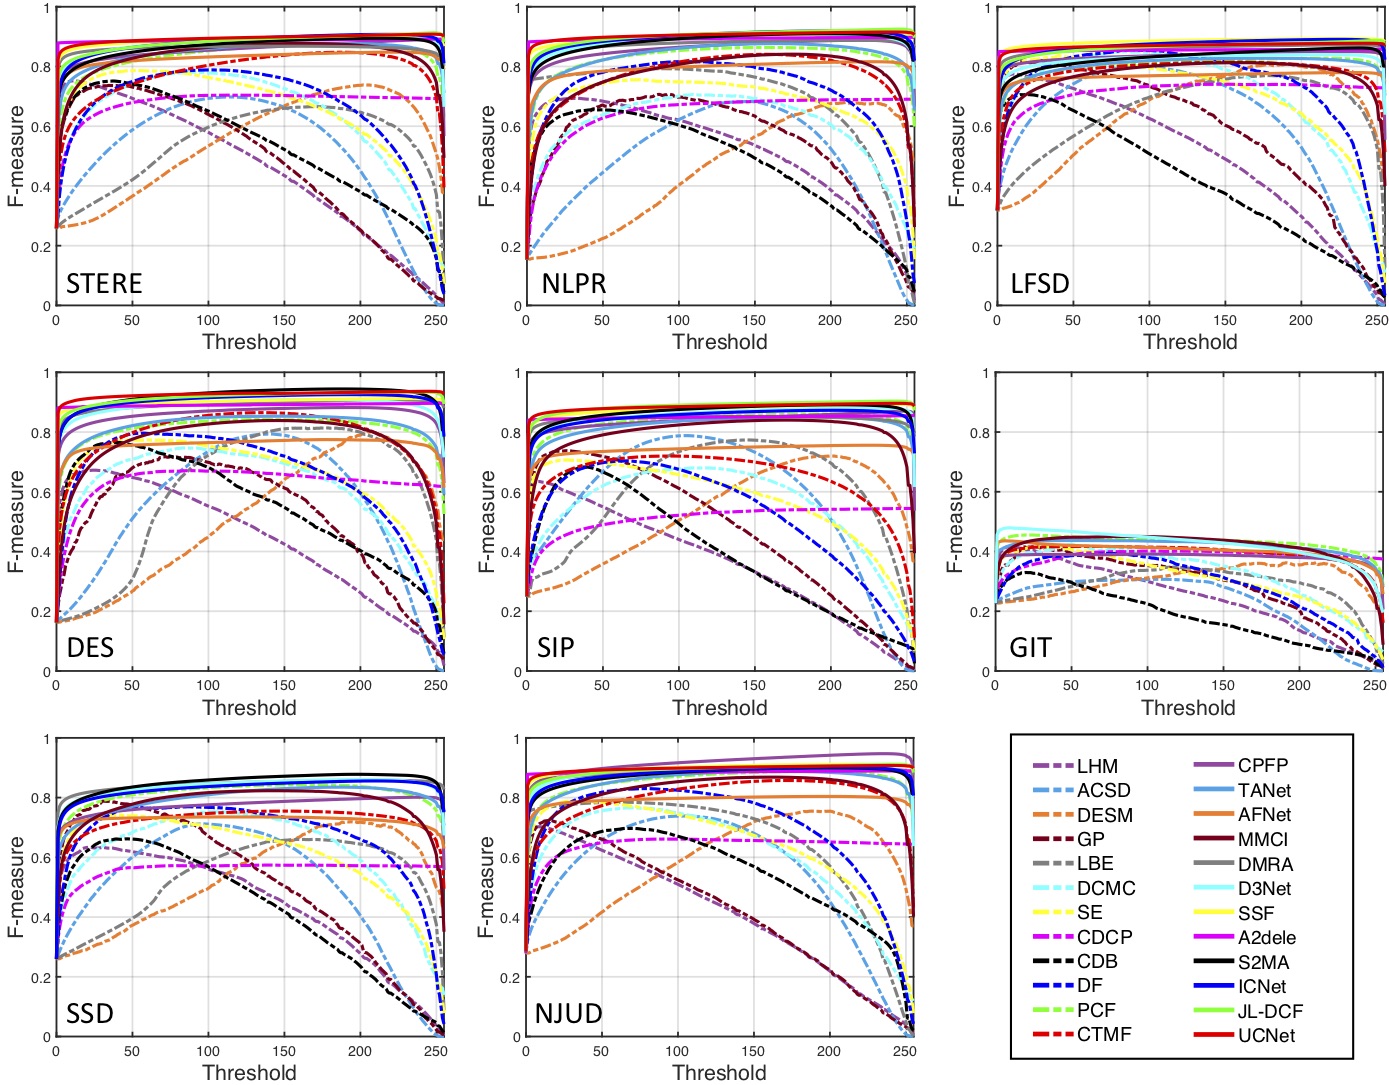 1
0.8
0.6
0.4
0.2
0
F-measure
STERE
0 50 100 150 200 250
Threshold
1
0.8
0.6
0.4
0.2
0
F-measure
NLPR
0 50 100 150 200 250
Threshold
1
0.8
0.6
0.4
0.2
0
F-measure
LFSD
0 50 100 150 200 250
Threshold
1
0.8
0.6
0.4
0.2
0
F-measure
DES
0 50 100 150 200 250
Threshold
1
0.8
0.6
0.4
0.2
0
F-measure
SIP
0 50 100 150 200 250
Threshold
1
0.8
0.6
0.4
0.2
0
F-measure
GIT
0 50 100 150 200 250
Threshold
1
0.8
0.6
0.4
0.2
0
F-measure
SSD
0 50 100 150 200 250
Threshold
1
0.8
0.6
0.4
0.2
0
F-measure
NJUD
0 50 100 150 200 250
Threshold
LHM CPFP
ACSD TANet
DESM AFNet
GP MMCI
LBE DMRA
DCMC D3Net
SE SSF
CDCP A2dele
CDB S2MA
DF ICNet
PCF JL-DCF
CTMF UCNet